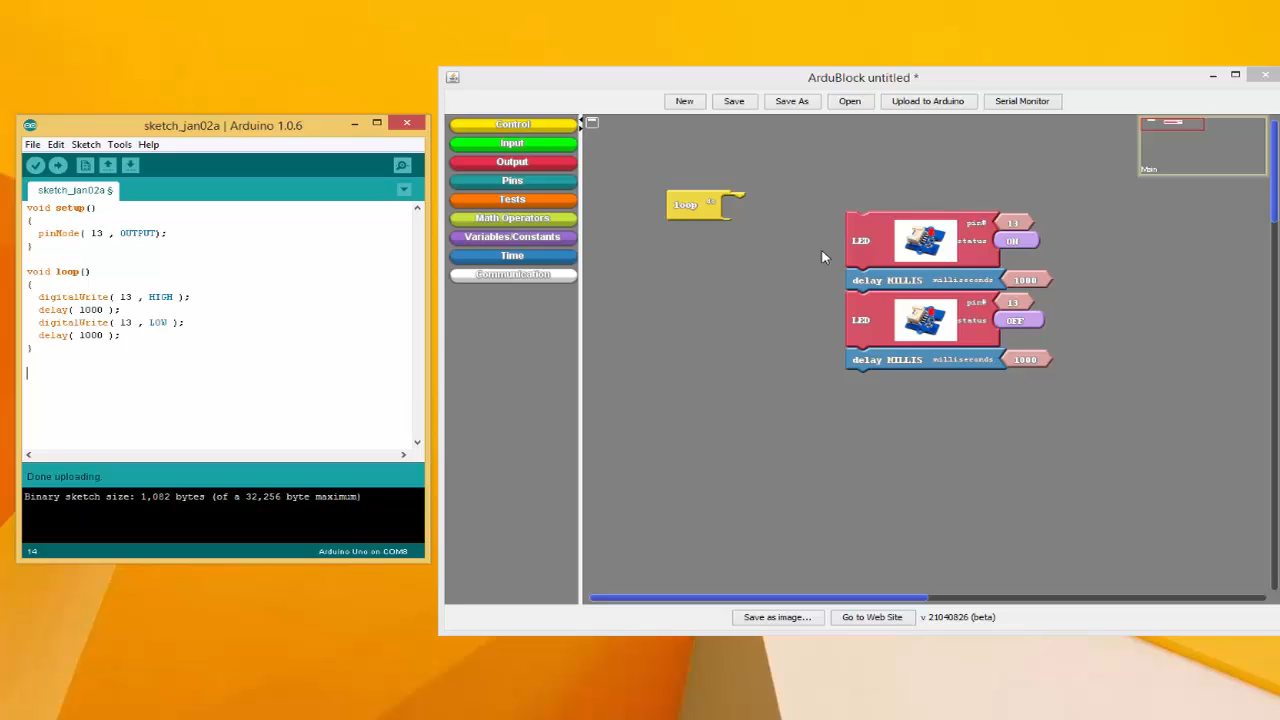 ArduBlock untitled *
New Save Save As Open Upload to Arduino Serial Monitor
Control
Input
Output
Pins
Tests
Math Operators
Variables/Constants
Time
Communication
Main
loop do
LED pin# 13
status ON
delay MILLIS milliseconds 1000
LED pin# 13
status OFF
delay MILLIS milliseconds 1000
Save as image... Go to Web Site v 21040826 (beta)
sketch_jan02a | Arduino 1.0.6
File Edit Sketch Tools Help
sketch_jan02a §
void setup()
{
pinMode( 13 , OUTPUT);
}
void loop()
{
digitalWrite( 13 , HIGH );
delay( 1000 );
digitalWrite( 13 , LOW );
delay( 1000 );
}
Done uploading.
Binary sketch size: 1,082 bytes (of a 32,256 byte maximum)
14 Arduino Uno on COM8